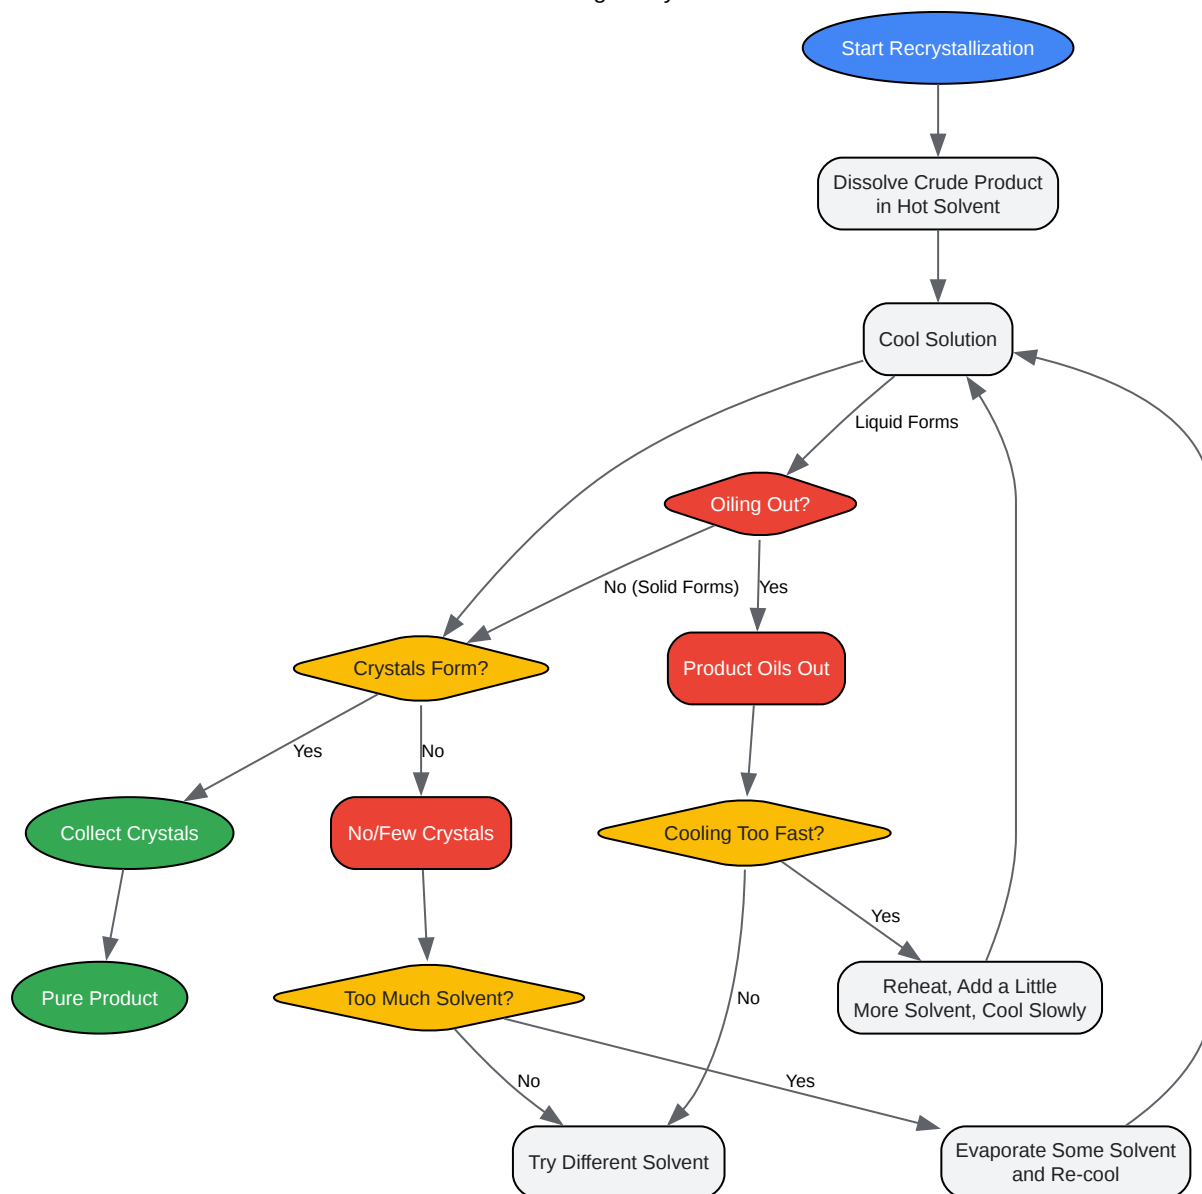 Start Recrystallization
Dissolve Crude Product
in Hot Solvent
Cool Solution
Liquid Forms
Oiling Out?
No (Solid Forms)
Yes
Crystals Form?
Product Oils Out
Yes
No
Collect Crystals
No/Few Crystals
Cooling Too Fast?
Yes
Pure Product
Too Much Solvent?
No
Reheat, Add a Little
More Solvent, Cool Slowly
No
Yes
Try Different Solvent
Evaporate Some Solvent
and Re-cool